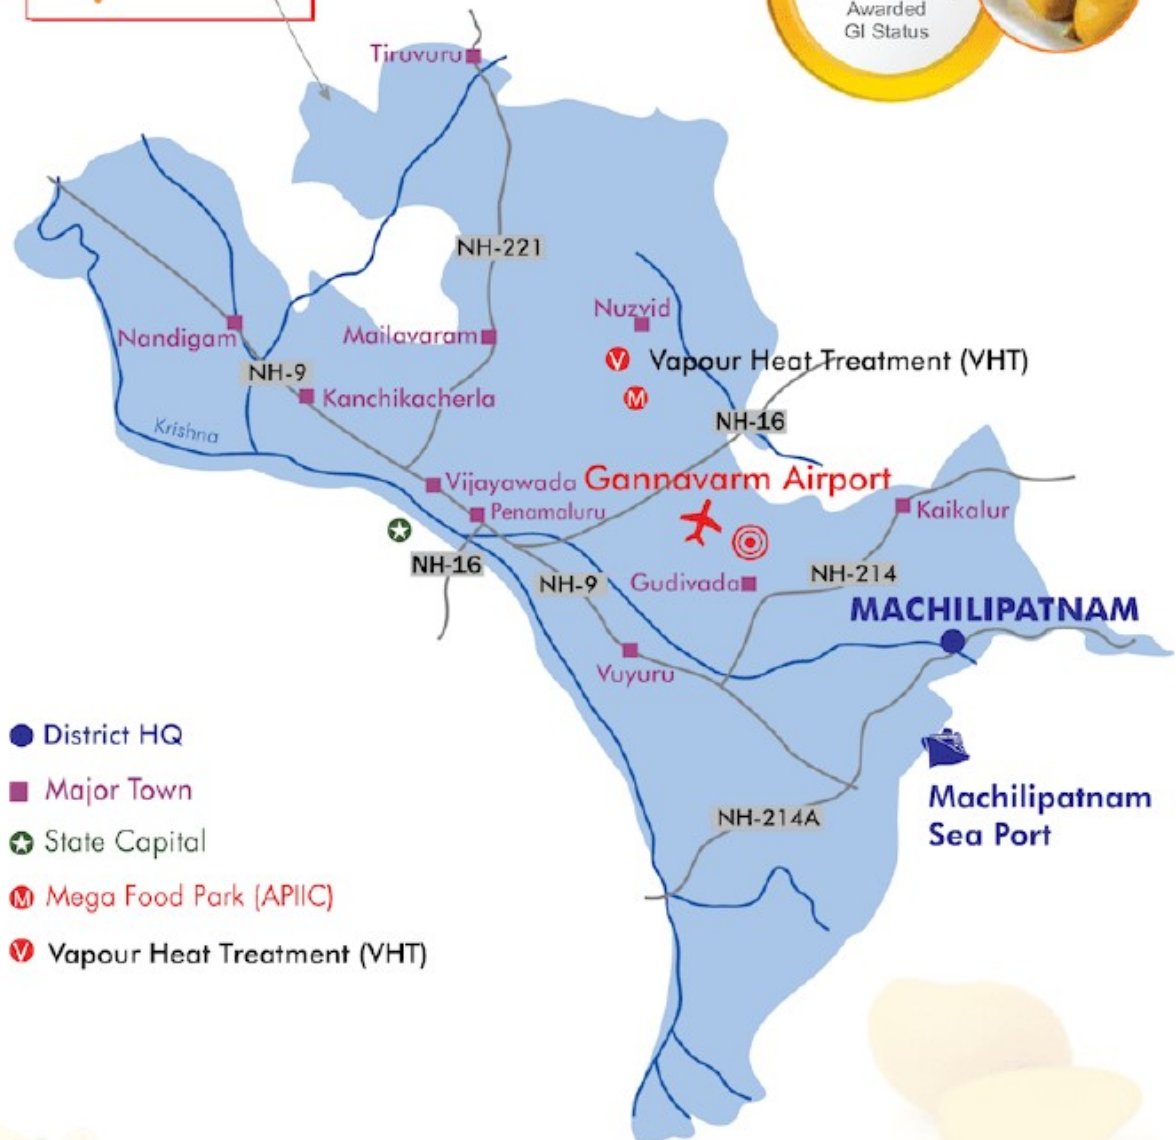 Awarded
GI Status
Tiruvuru
NH-221
Nuzvid
Nandigam
Mailavaram
Vapour Heat Treatment (VHT)
V
NH-9
Kanchikacherla
M
NH-16
Krishna
Vijayawada
Gannavarm Airport
Penamaluru
Kaikalur
NH-16
NH-9
Gudivada
NH-214
MACHILIPATNAM
Vuyuru
District HQ
Major Town
Machilipatnam
Sea Port
NH-214A
State Capital
M Mega Food Park (APIIC)
V Vapour Heat Treatment (VHT)